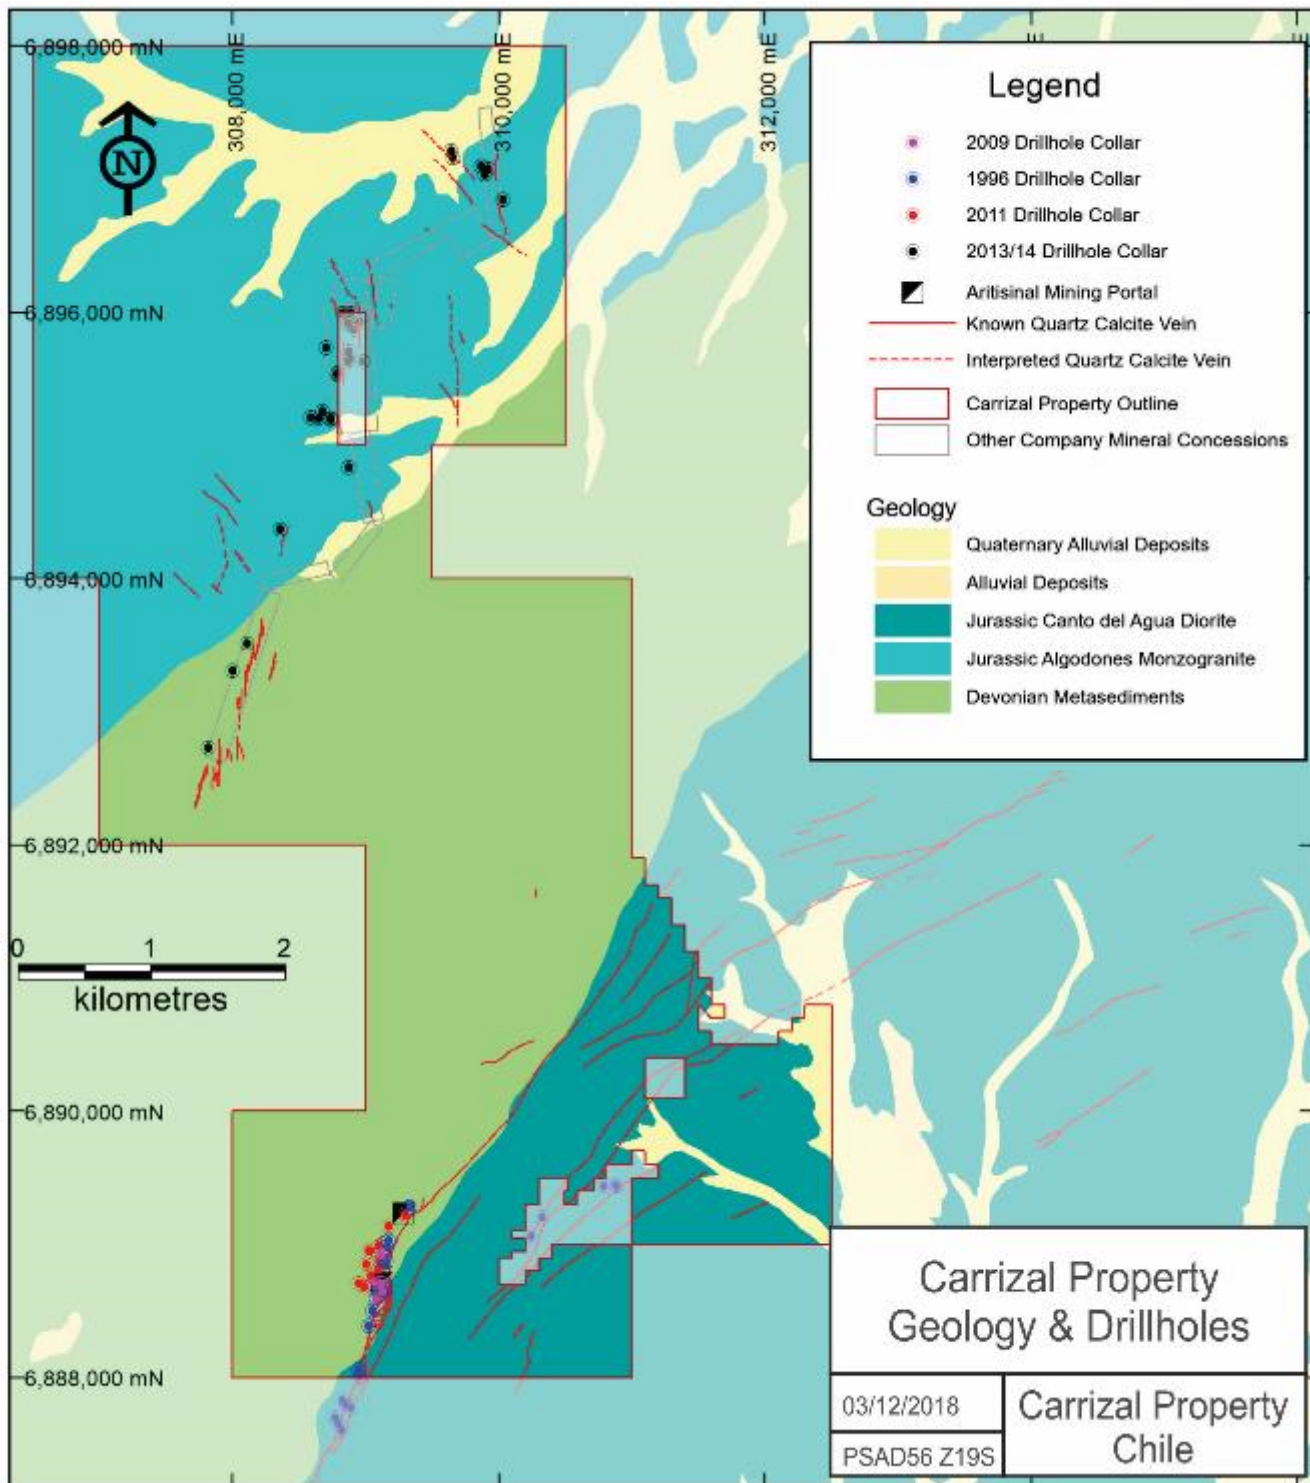 6,898,000 mN
308,000 mE
310,000 mE
312,000 mE
E
E
N
Legend
2009 Drillhole Collar
1996 Drillhole Collar
2011 Drillhole Collar
2013/14 Drillhole Collar
Aritisinal Mining Portal
Known Quartz Calcite Vein
Interpreted Quartz Calcite Vein
Carrizal Property Outline
Other Company Mineral Concessions
Geology
Quaternary Alluvial Deposits
Alluvial Deposits
Jurassic Canto del Agua Diorite
Jurassic Algodones Monzogranite
Devonian Metasediments
6,896,000 mN
6,894,000 mN
6,892,000 mN
0 1 2
kilometres
6,890,000 mN
6,888,000 mN
Carrizal Property
Geology & Drillholes
03/12/2018
PSAD56 Z19S
Carrizal Property
Chile